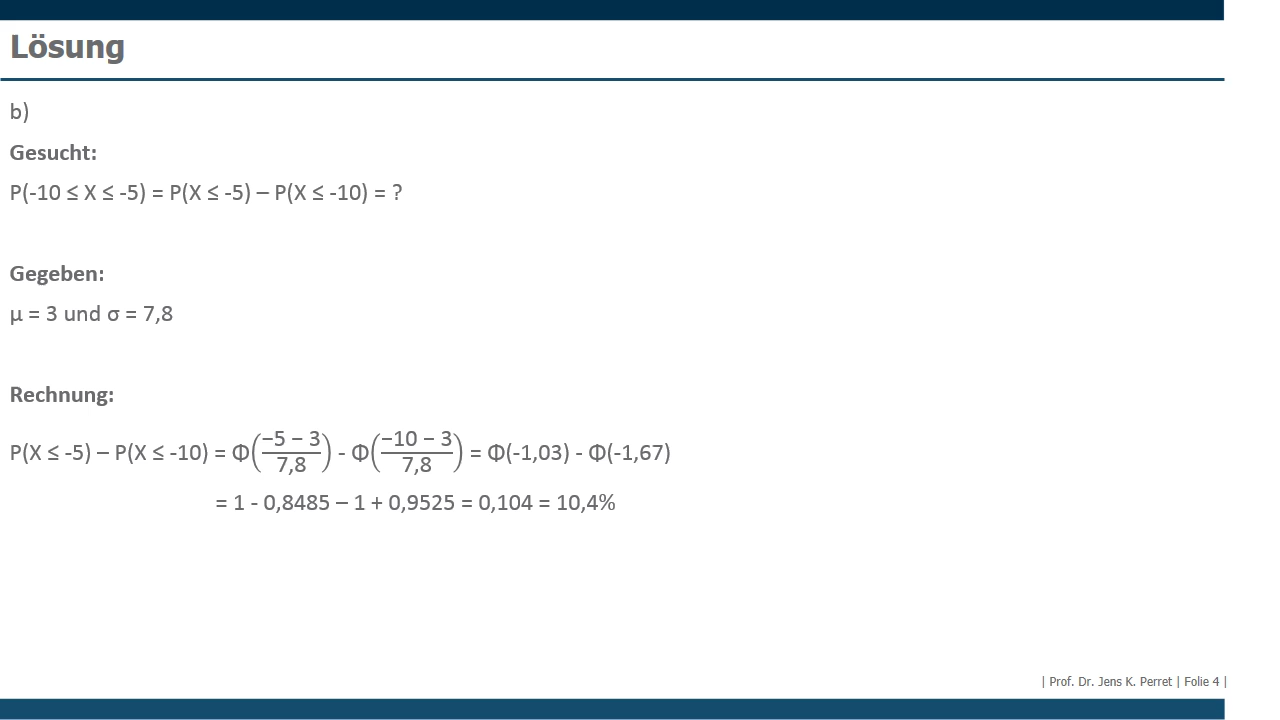 Lösung
b)
Gesucht:
P(-10 ≤ X ≤ -5) = P(X ≤ -5) – P(X ≤ -10) = ?
Gegeben:
μ = 3 und σ = 7,8
Rechnung:
P(X ≤ -5) – P(X ≤ -10) = Φ(−5 − 3 / 7,8) - Φ(−10 − 3 / 7,8) = Φ(-1,03) - Φ(-1,67)
= 1 - 0,8485 – 1 + 0,9525 = 0,104 = 10,4%
| Prof. Dr. Jens K. Perret | Folie 4 |